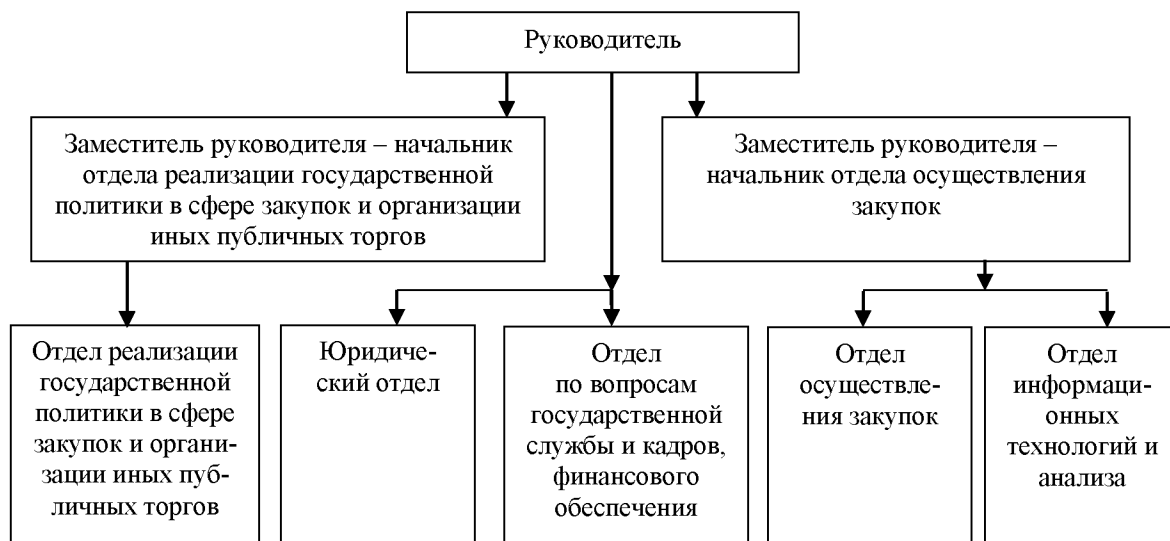 Руководитель
Заместитель руководителя – начальник
отдела реализации государственной
политики в сфере закупок и организации
иных публичных торгов
Заместитель руководителя –
начальник отдела осуществления
закупок
Отдел реализации
государственной
политики в сфере
закупок и органи-
зации иных пуб-
личных торгов
Юридиче-
ский отдел
Отдел
по вопросам
государственной
службы и кадров,
финансового
обеспечения
Отдел
осуществле-
ния закупок
Отдел
информаци-
онных
технологий и
анализа